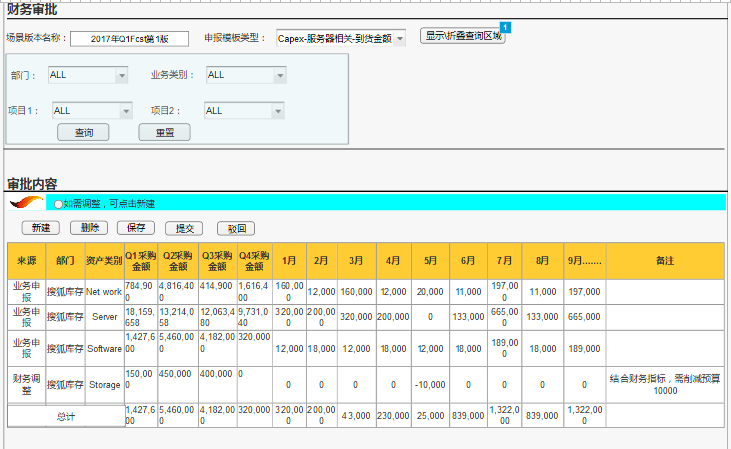 财务审批
场景版本名称： 2017年Q1Fcst第1版 申报模板类型： Capex-服务器相关-到货金额 显示\折叠查询区域 1
部门： ALL 业务类别： ALL
项目1： ALL 项目2： ALL
查询 重置
审批内容
如需调整，可点击新建
新建 删除 保存 提交 驳回
来源 部门 资产类别 Q1采购金额 Q2采购金额 Q3采购金额 Q4采购金额 1月 2月 3月 4月 5月 6月 7月 8月 9月....... 备注
业务申报 搜狐库存 Net work 784,900 4,816,400 414,900 1,616,400 160,000 12,000 160,000 12,000 20,000 11,000 197,000 11,000 197,000
业务申报 搜狐库存 Server 18,159,658 13,214,058 12,063,480 9,731,040 320,000 200,000 320,000 200,000 0 133,000 665,000 133,000 665,000
业务申报 搜狐库存 Software 1,427,600 5,460,000 4,182,000 320,000 12,000 18,000 12,000 18,000 12,000 18,000 189,000 18,000 189,000
财务调整 搜狐库存 Storage 150,000 450,000 400,000 0 0 0 0 0 -10,000 0 0 0 0 结合财务指标，需削减预算10000
总计 1,427,600 5,460,000 4,182,000 320,000 320,000 200,000 43,000 230,000 25,000 839,000 1,322,000 839,000 1,322,000